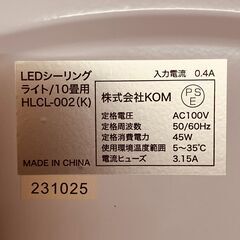 LEDシーリング
ライト/10畳用
HLCL-002(K)
MADE IN CHINA
231025
入力電流 0.4A
株式会社KOM
PS
E
定格電圧 AC100V
定格周波数 50/60Hz
定格消費電力 45W
使用環境温度範囲 5~35℃
電流ヒューズ 3.15A